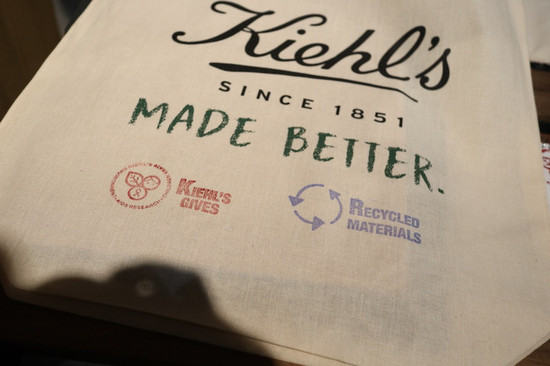 Kiehl's
SINCE 1851
MADE BETTER.
KIEHL'S
GIVES
RECYCLED
MATERIALS